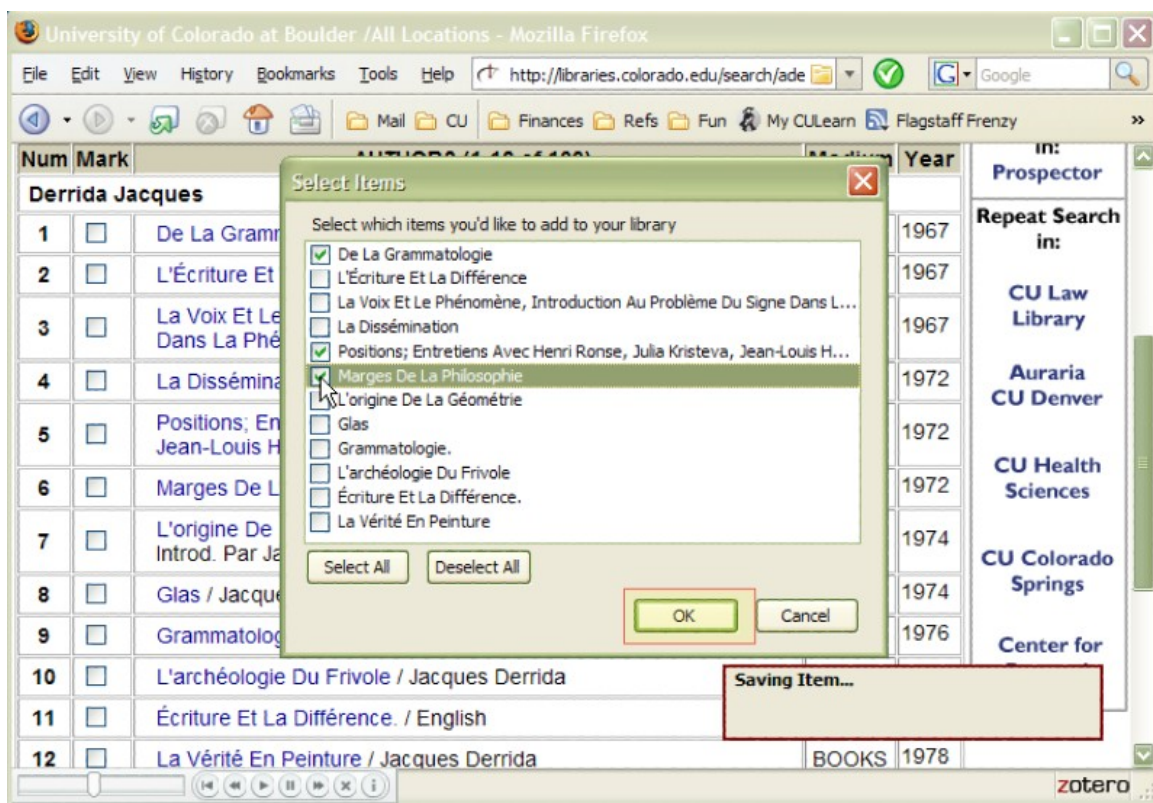 University of Colorado at Boulder /All Locations - Mozilla Firefox
File Edit View History Bookmarks Tools Help http://libraries.colorado.edu/search/ade G Google
Mail CU Finances Refs Fun My CULearn Flagstaff Frenzy »
Num Mark AUTHORS (1-12 of 109) Medium Year
Derrida Jacques
1 De La Gramm 1967
2 L'Écriture Et 1967
3 La Voix Et Le 1967
Dans La Phé
4 La Dissémina 1972
5 Positions; En 1972
Jean-Louis H
6 Marges De L 1972
7 L'origine De 1974
Introd. Par Ja
8 Glas / Jacque 1974
9 Grammatolog 1976
10 L'archéologie Du Frivole / Jacques Derrida
11 Écriture Et La Différence. / English
12 La Vérité En Peinture / Jacques Derrida BOOKS 1978
Select Items
Select which items you'd like to add to your library
De La Grammatologie
L'Écriture Et La Différence
La Voix Et Le Phénomène, Introduction Au Problème Du Signe Dans L...
La Dissémination
Positions; Entretiens Avec Henri Ronse, Julia Kristeva, Jean-Louis H...
Marges De La Philosophie
L'origine De La Géométrie
Glas
Grammatologie.
L'archéologie Du Frivole
Écriture Et La Différence.
La Vérité En Peinture
Select All Deselect All
OK Cancel
in:
Prospector
Repeat Search
in:
CU Law
Library
Auraria
CU Denver
CU Health
Sciences
CU Colorado
Springs
Center for
Saving Item...
zotero